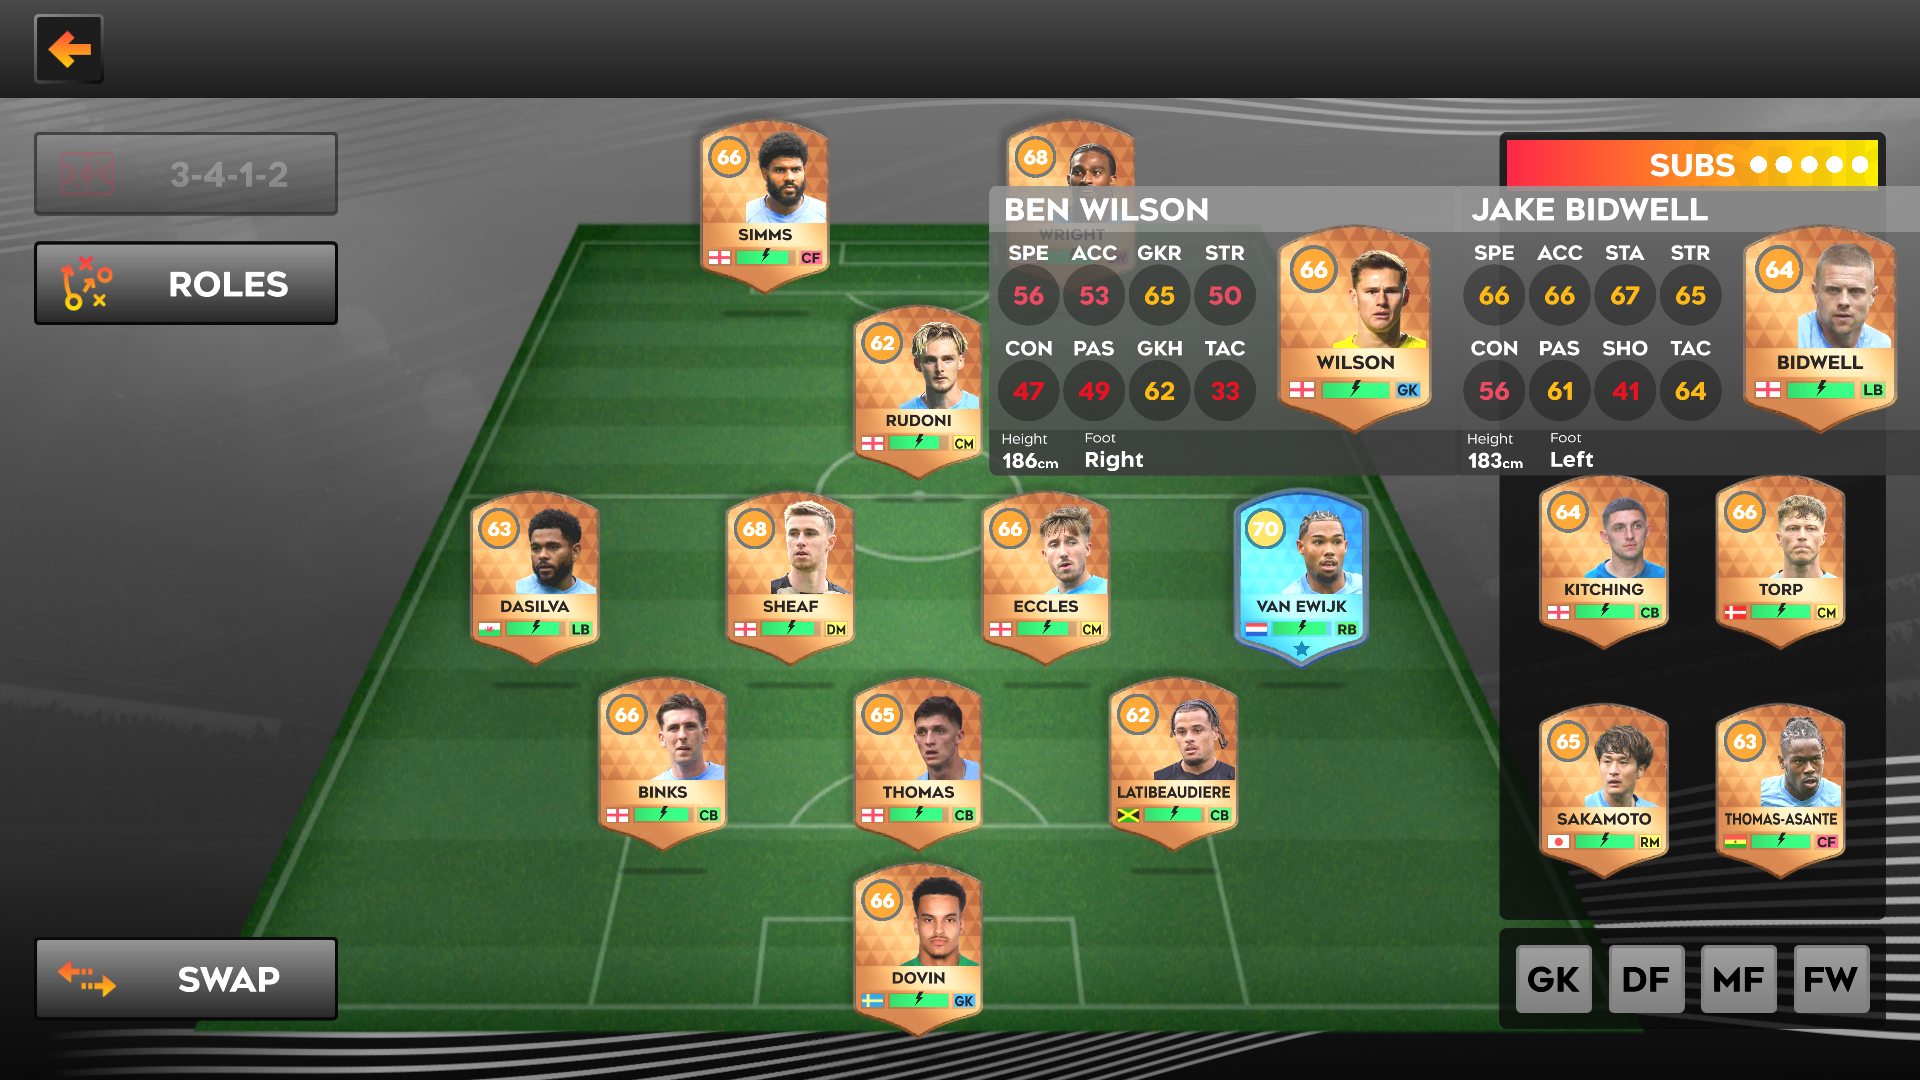 3-4-1-2
ROLES
SWAP
66
SIMMS
CF
68
WRIGHT
62
RUDONI
CM
63
DASILVA
LB
68
SHEAF
DM
66
ECCLES
CM
70
VAN EWIJK
RB
66
BINKS
CB
65
THOMAS
CB
62
LATIBEAUDIERE
CB
66
DOVIN
GK
SUBS
BEN WILSON
SPE ACC GKR STR
56 53 65 50
CON PAS GKH TAC
47 49 62 33
Height Foot
186cm Right
66
WILSON
GK
JAKE BIDWELL
SPE ACC STA STR
66 66 67 65
CON PAS SHO TAC
56 61 41 64
Height Foot
183cm Left
64
BIDWELL
LB
64
KITCHING
CB
66
TORP
CM
65
SAKAMOTO
RM
63
THOMAS-ASANTE
CF
GK DF MF FW